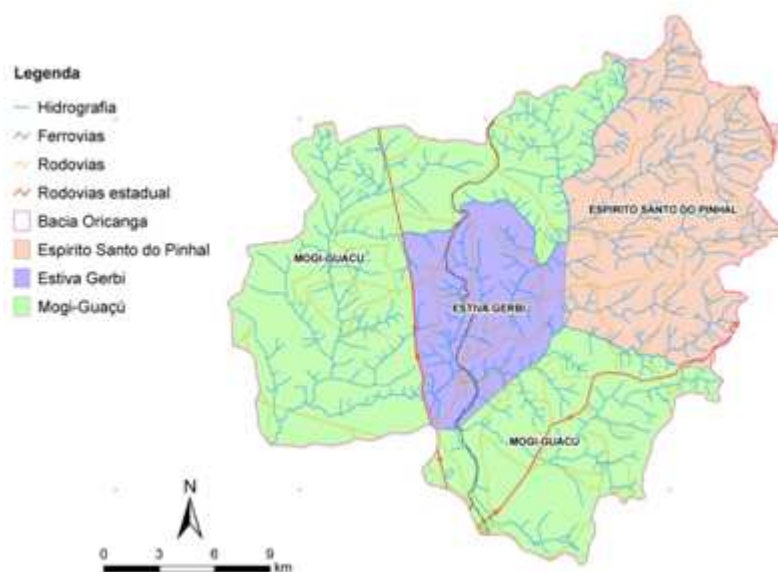 Legenda
Hidrografia
Ferrovias
Rodovias
Rodovias estadual
Bacia Oricanga
Espirito Santo do Pinhal
Estiva Gerbi
Mogi-Guaçú
ESPIRITO SANTO DO PINHAL
MOGI-GUACU
ESTIVA GERBI
MOGI-GUACU
N
0 3 6 9
km